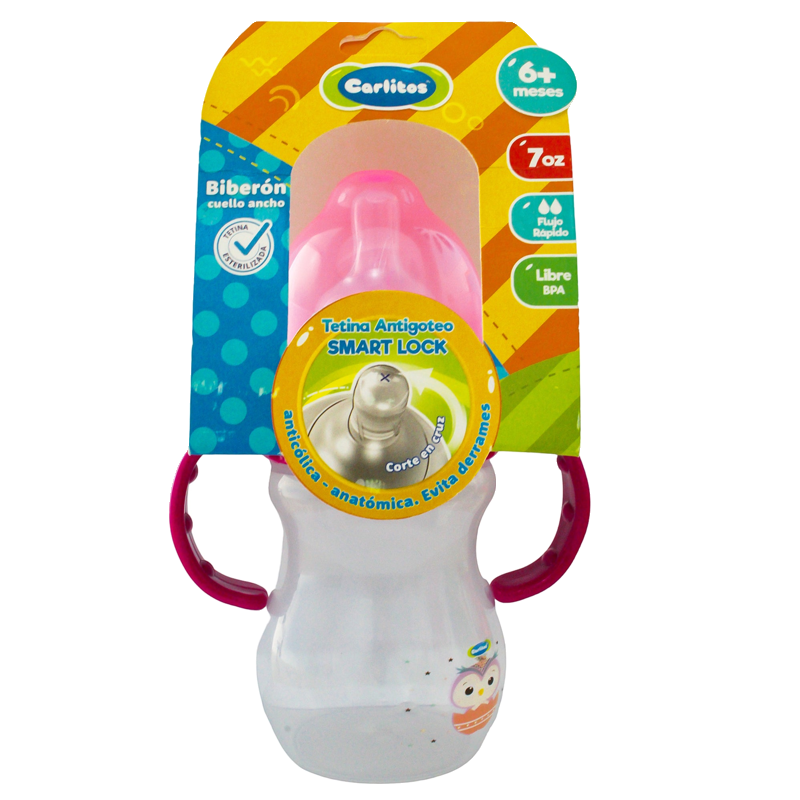 Carlitos
6+
meses
7oz
Biberón
cuello ancho
TETINA
ESTERILIZADA
Flujo
Rápido
Libre
BPA
Tetina Antigoteo
SMART LOCK
Corte en cruz
anticólica - anatómica. Evita derrames
Carlitos